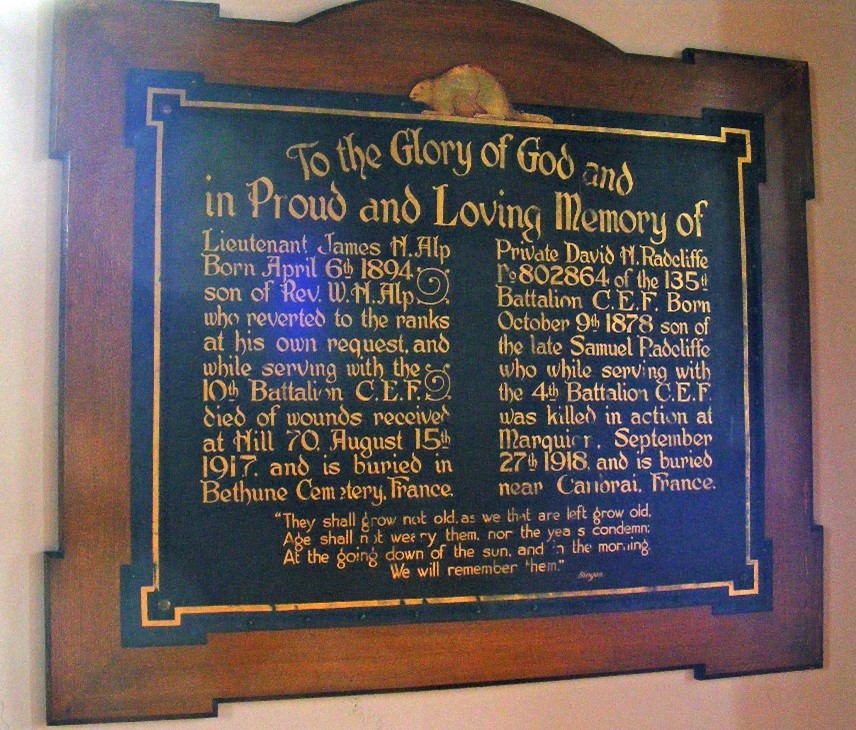 To the Glory of God and
in Proud and Loving Memory of
Lieutenant James H. Alp
Born April 6th 1894
son of Rev. W. H. Alp
who reverted to the ranks
at his own request, and
while serving with the
10th Battalion C.E.F.
died of wounds received
at Hill 70, August 15th
1917. and is buried in
Bethune Cemetery, France.
Private David H. Radcliffe
No 802864 of the 135th
Battalion C.E.F. Born
October 9th 1878 son of
the late Samuel Radcliffe
who while serving with
the 4th Battalion C.E.F.
was killed in action at
September
27th 1918. and is buried
near Cambrai, France.
"They shall grow not old, as we that are left grow old,
Age shall not weary them, nor the years condemn;
At the going down of the sun, and in the morning,
We will remember them."
Binyon